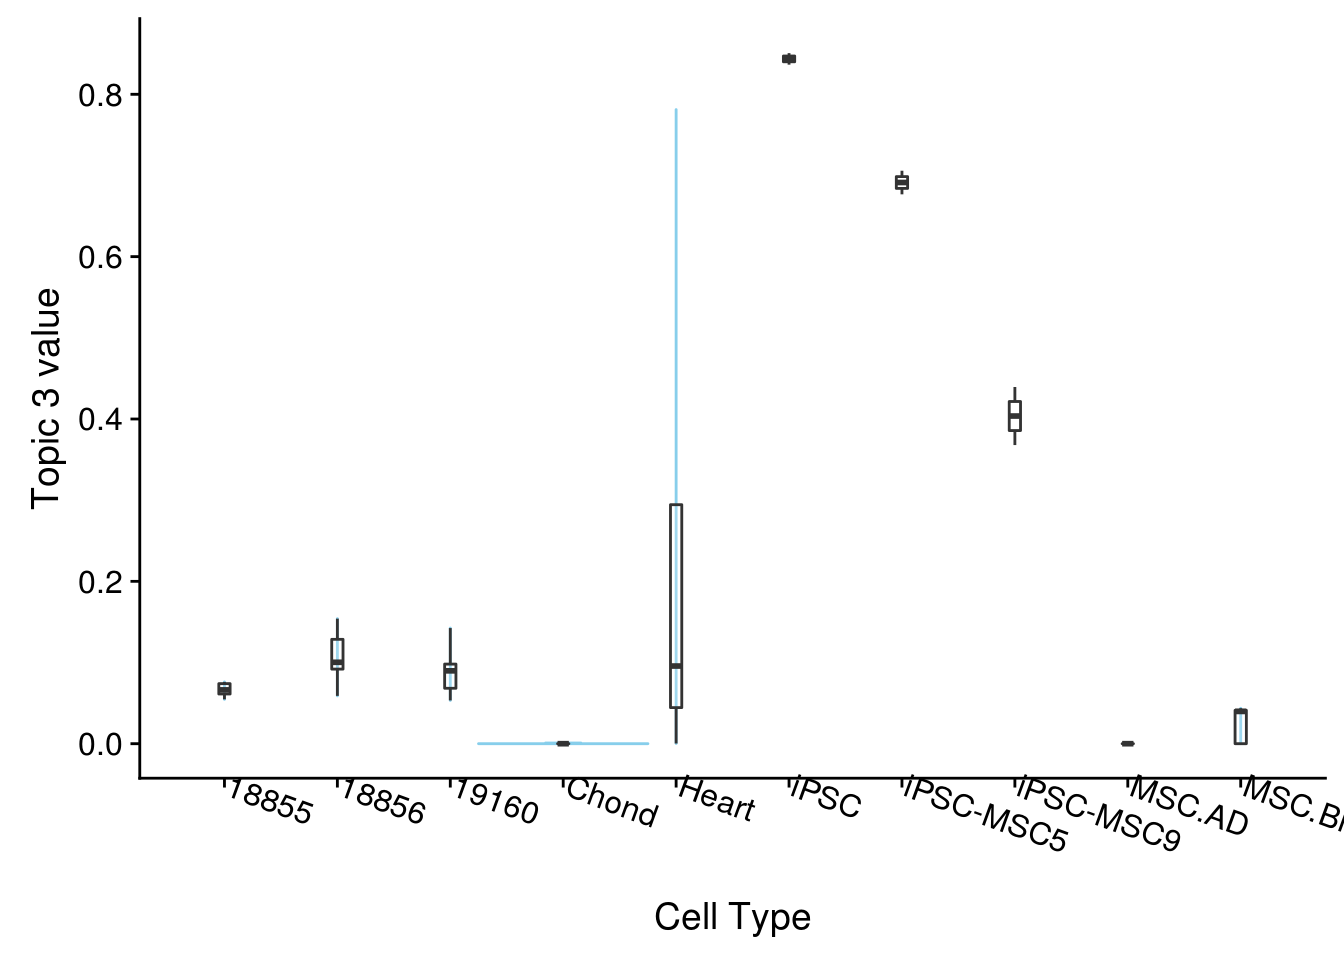 Topic 3 value
0.8
0.6
0.4
0.2
0.0
18855
18856
19160
Chond
Heart
iPSC
iPSC-MSC5
iPSC-MSC9
MSC.AD
Cell Type